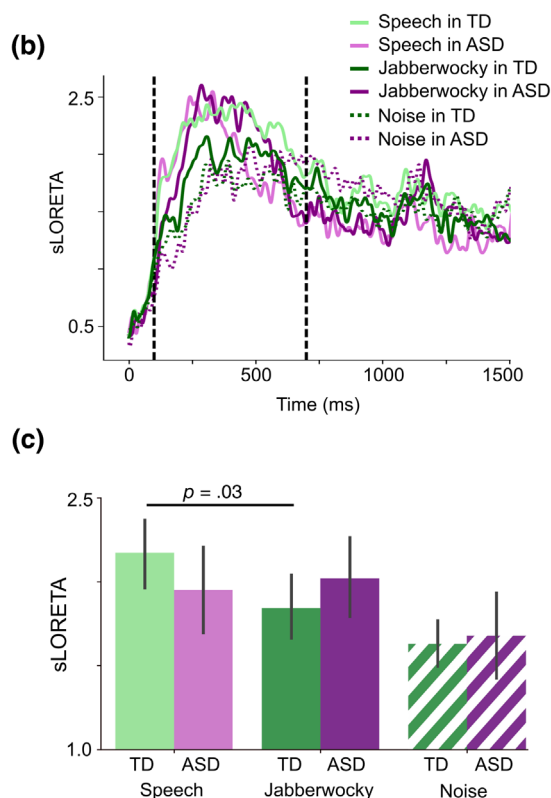 (b)
Speech in TD
Speech in ASD
Jabberwocky in TD
Jabberwocky in ASD
Noise in TD
Noise in ASD
2.5
sLORETA
0.5
0
500
1000
1500
Time (ms)
(c)
p = .03
2.5
sLORETA
1.0
TD ASD TD ASD TD ASD
Speech Jabberwocky Noise